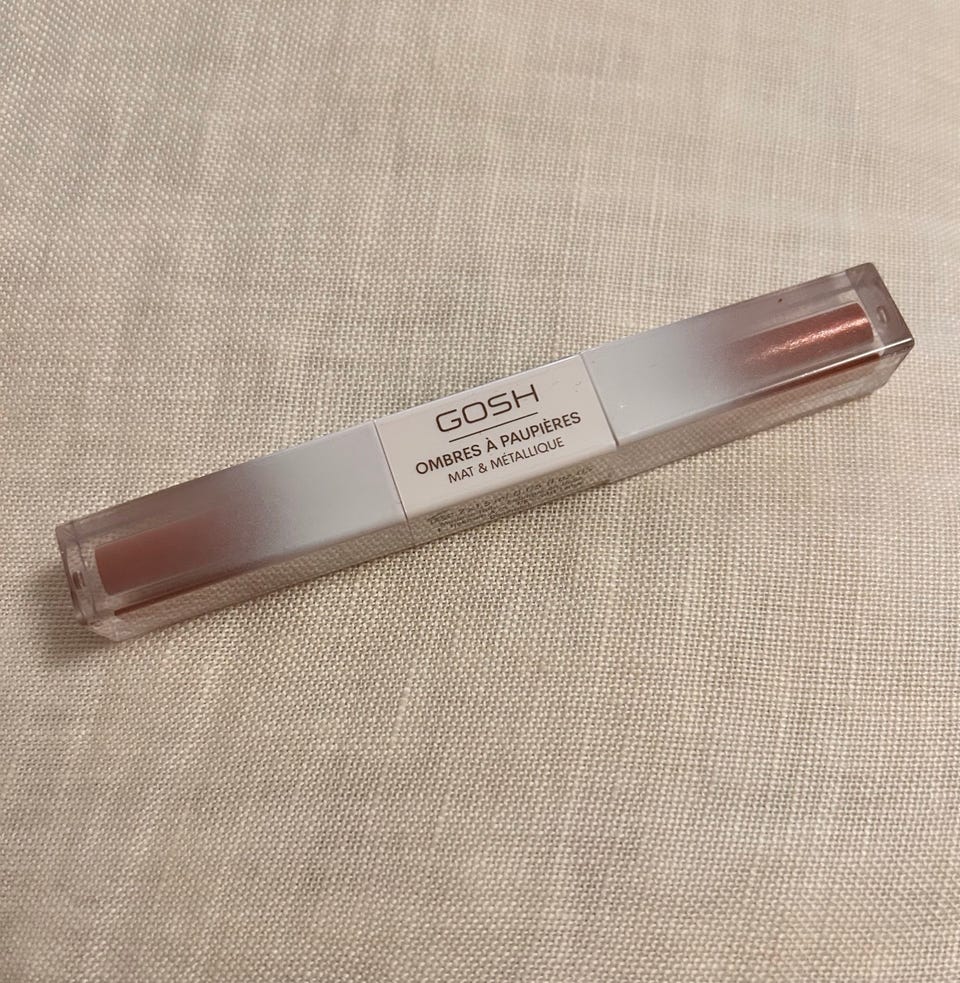 GOSH
OMBRES À PAUPIÈRES
MAT & MÉTALLIQUE